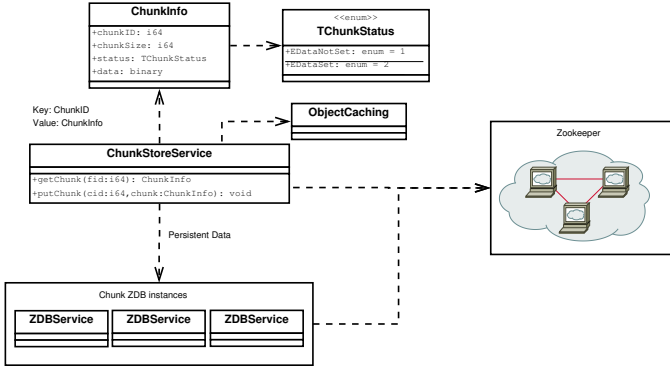 ChunkInfo
+chunkID: i64
+chunkSize: i64
+status: TChunkStatus
+data: binary
<<enum>>
TChunkStatus
+EDataNotSet: enum = 1
+EDataSet: enum = 2
Key: ChunkID
Value: ChunkInfo
ObjectCaching
ChunkStoreService
+getChunk(fid:i64): ChunkInfo
+putChunk(cid:i64,chunk:ChunkInfo): void
Zookeeper
Persistent Data
Chunk ZDB instances
ZDBService ZDBService ZDBService